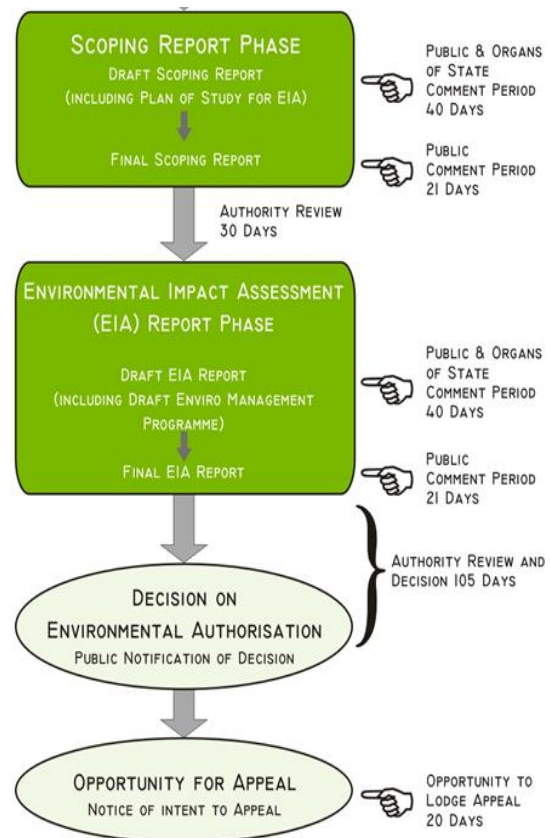 SCOPING REPORT PHASE
DRAFT SCOPING REPORT
(INCLUDING PLAN OF STUDY FOR EIA)
FINAL SCOPING REPORT
PUBLIC & ORGANS
OF STATE
COMMENT PERIOD
40 DAYS
PUBLIC
COMMENT PERIOD
21 DAYS
AUTHORITY REVIEW
30 DAYS
ENVIRONMENTAL IMPACT ASSESSMENT
(EIA) REPORT PHASE
DRAFT EIA REPORT
(INCLUDING DRAFT ENVIRO MANAGEMENT
PROGRAMME)
FINAL EIA REPORT
PUBLIC & ORGANS
OF STATE
COMMENT PERIOD
40 DAYS
PUBLIC
COMMENT PERIOD
21 DAYS
AUTHORITY REVIEW AND
DECISION 105 DAYS
DECISION ON
ENVIRONMENTAL AUTHORISATION
PUBLIC NOTIFICATION OF DECISION
OPPORTUNITY FOR APPEAL
NOTICE OF INTENT TO APPEAL
OPPORTUNITY TO
LODGE APPEAL
20 DAYS